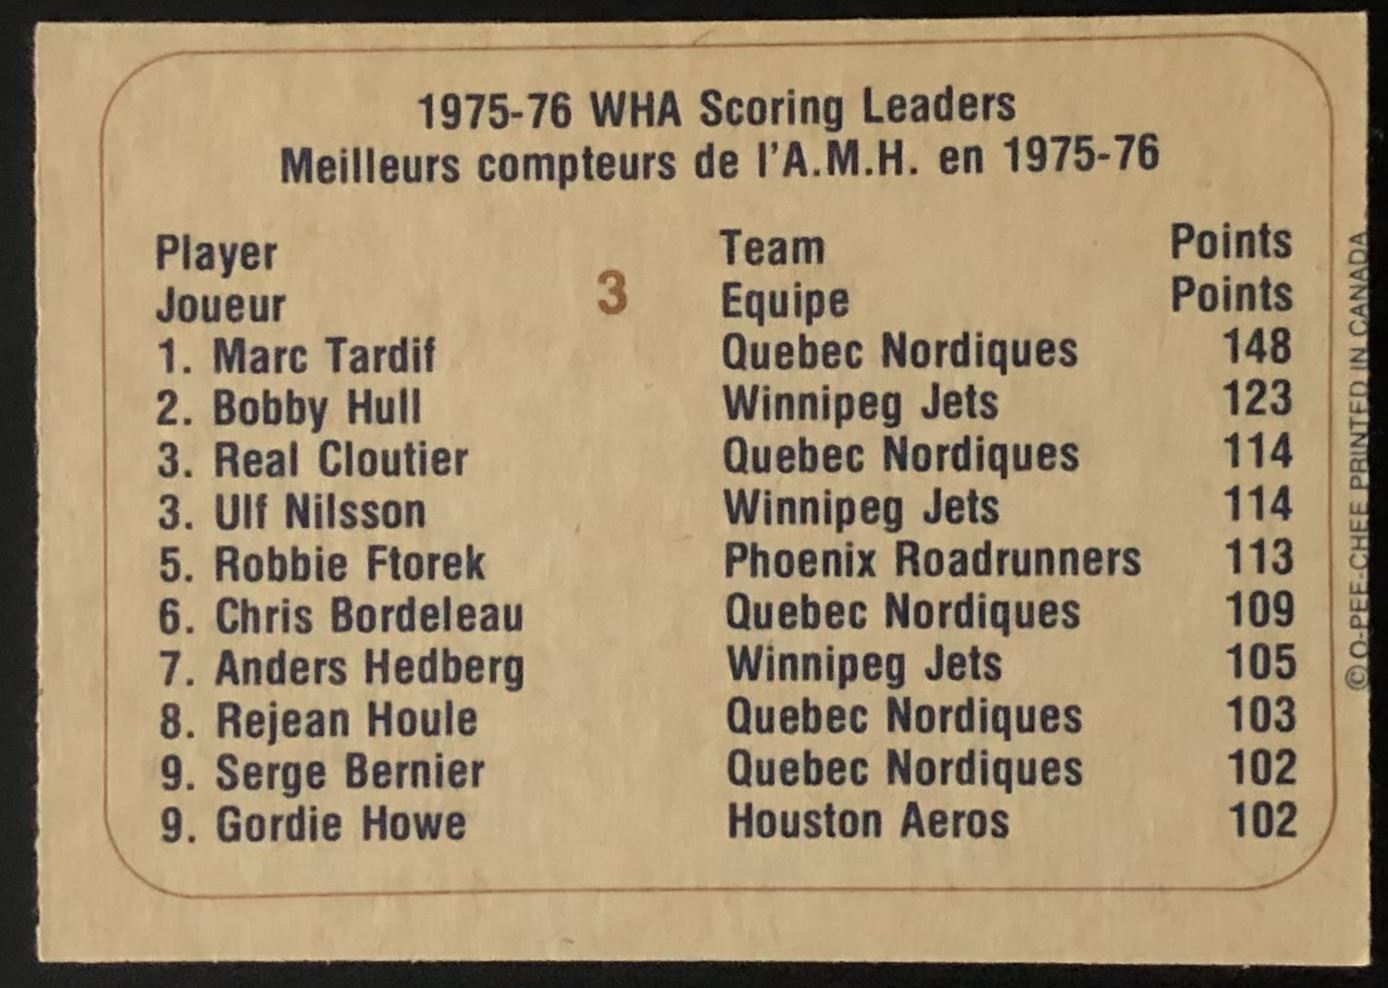 1975-76 WHA Scoring Leaders
Meilleurs compteurs de l'A.M.H. en 1975-76
Player Team Points
Joueur 3 Equipe Points
1. Marc Tardif Quebec Nordiques 148
2. Bobby Hull Winnipeg Jets 123
3. Real Cloutier Quebec Nordiques 114
3. Ulf Nilsson Winnipeg Jets 114
5. Robbie Ftorek Phoenix Roadrunners 113
6. Chris Bordeleau Quebec Nordiques 109
7. Anders Hedberg Winnipeg Jets 105
8. Rejean Houle Quebec Nordiques 103
9. Serge Bernier Quebec Nordiques 102
9. Gordie Howe Houston Aeros 102
© O-PEE-CHEE PRINTED IN CANADA